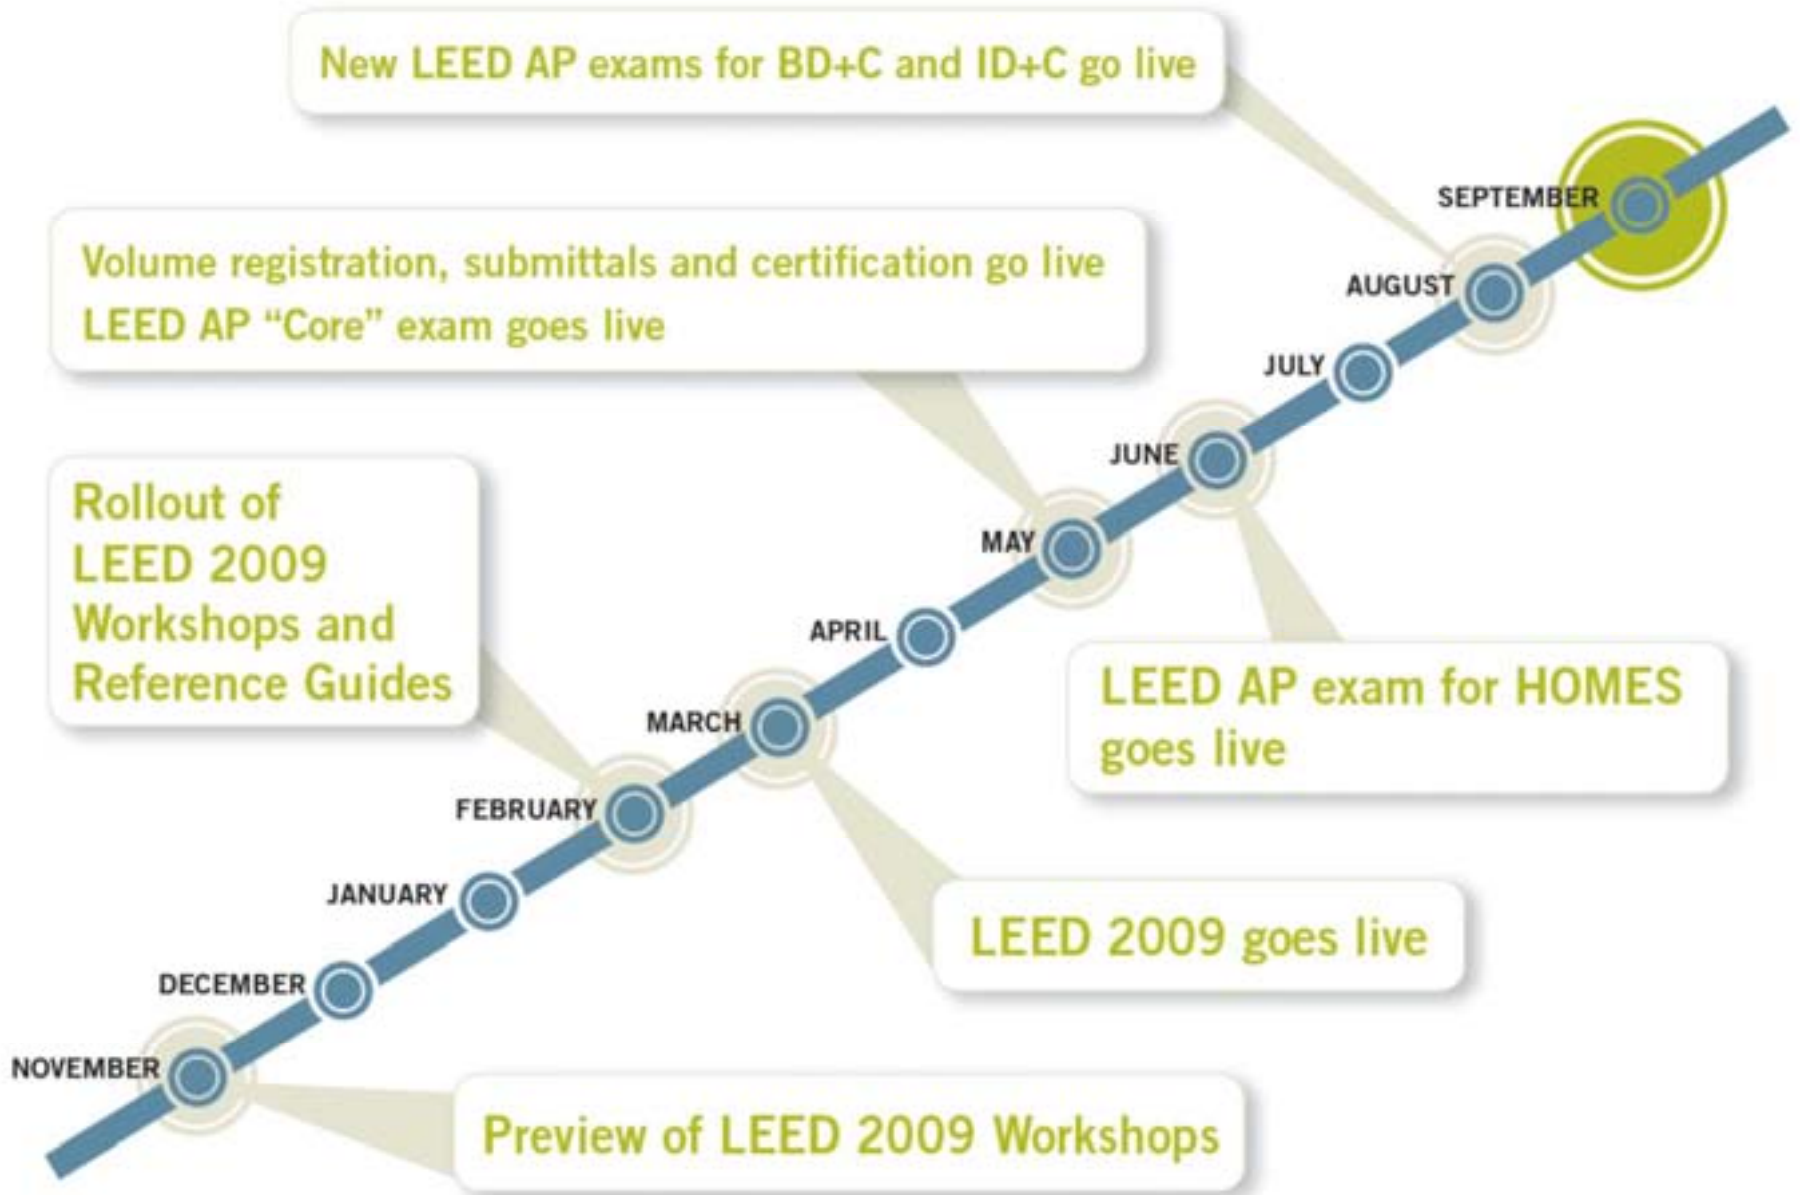 New LEED AP exams for BD+C and ID+C go live
SEPTEMBER
Volume registration, submittals and certification go live
LEED AP “Core” exam goes live
AUGUST
JULY
JUNE
Rollout of
LEED 2009
Workshops and
Reference Guides
MAY
APRIL
LEED AP exam for HOMES
goes live
MARCH
FEBRUARY
JANUARY
LEED 2009 goes live
DECEMBER
NOVEMBER
Preview of LEED 2009 Workshops